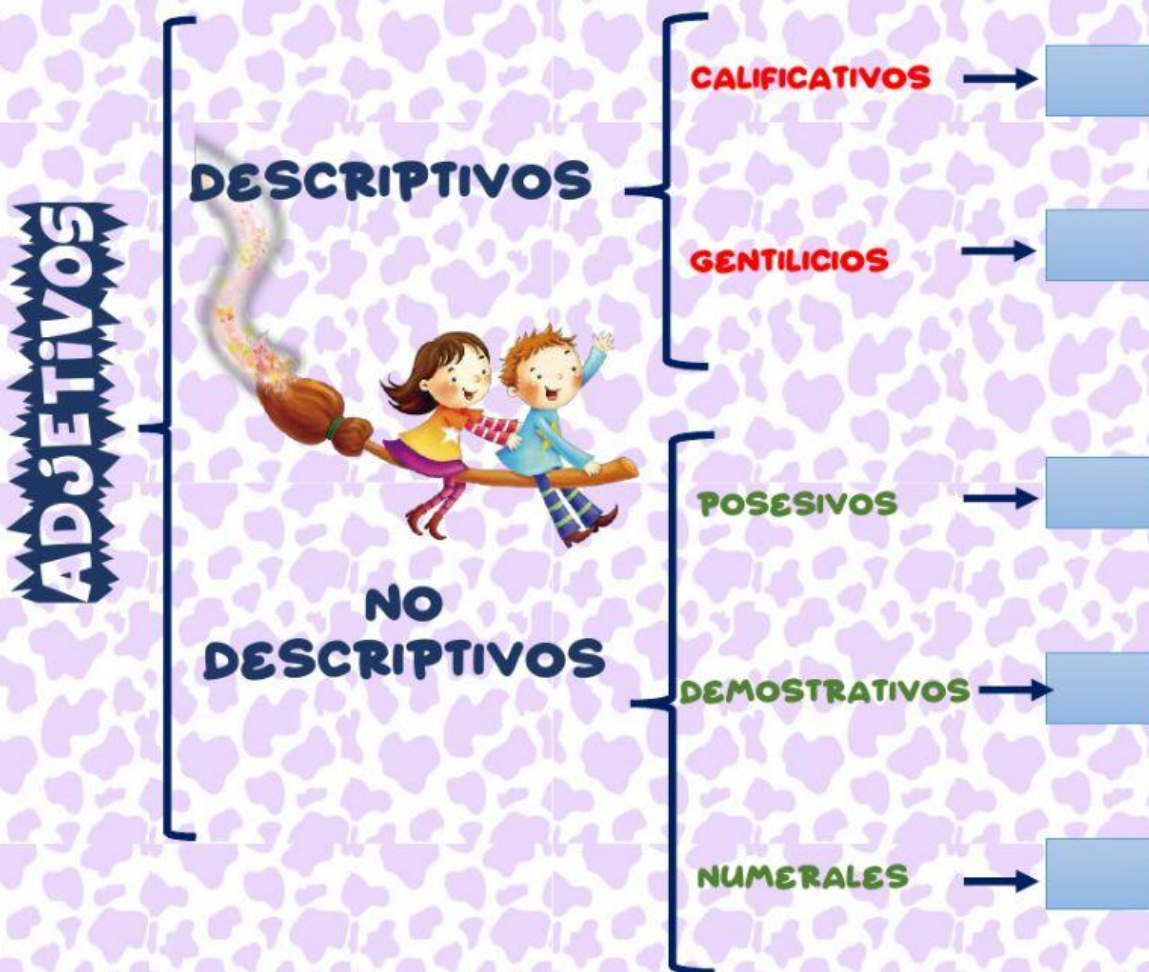 ADJETIVOS
DESCRIPTIVOS
CALIFICATIVOS
GENTILICIOS
NO
DESCRIPTIVOS
POSESIVOS
DEMOSTRATIVOS
NUMERALES